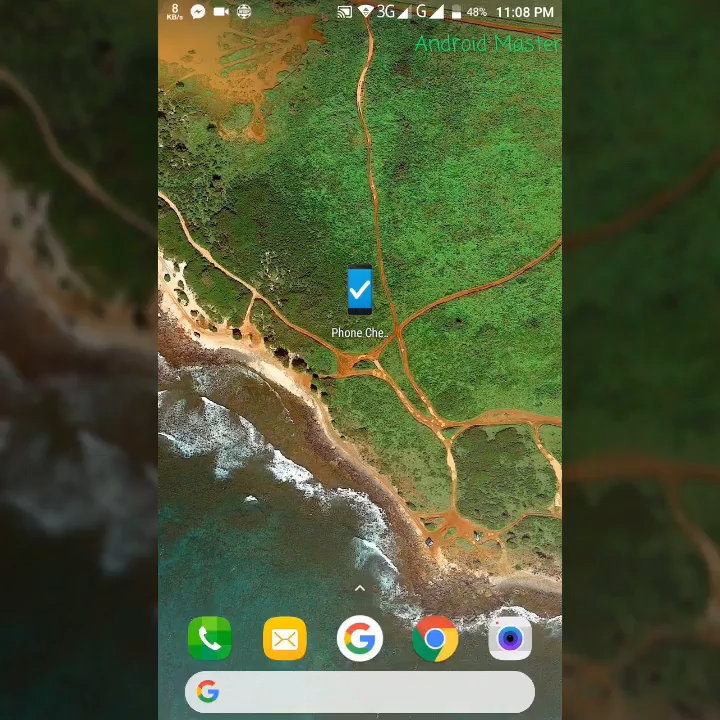 8
KB/s
3G
G
48%
11:08 PM
Android Master
Phone Che..